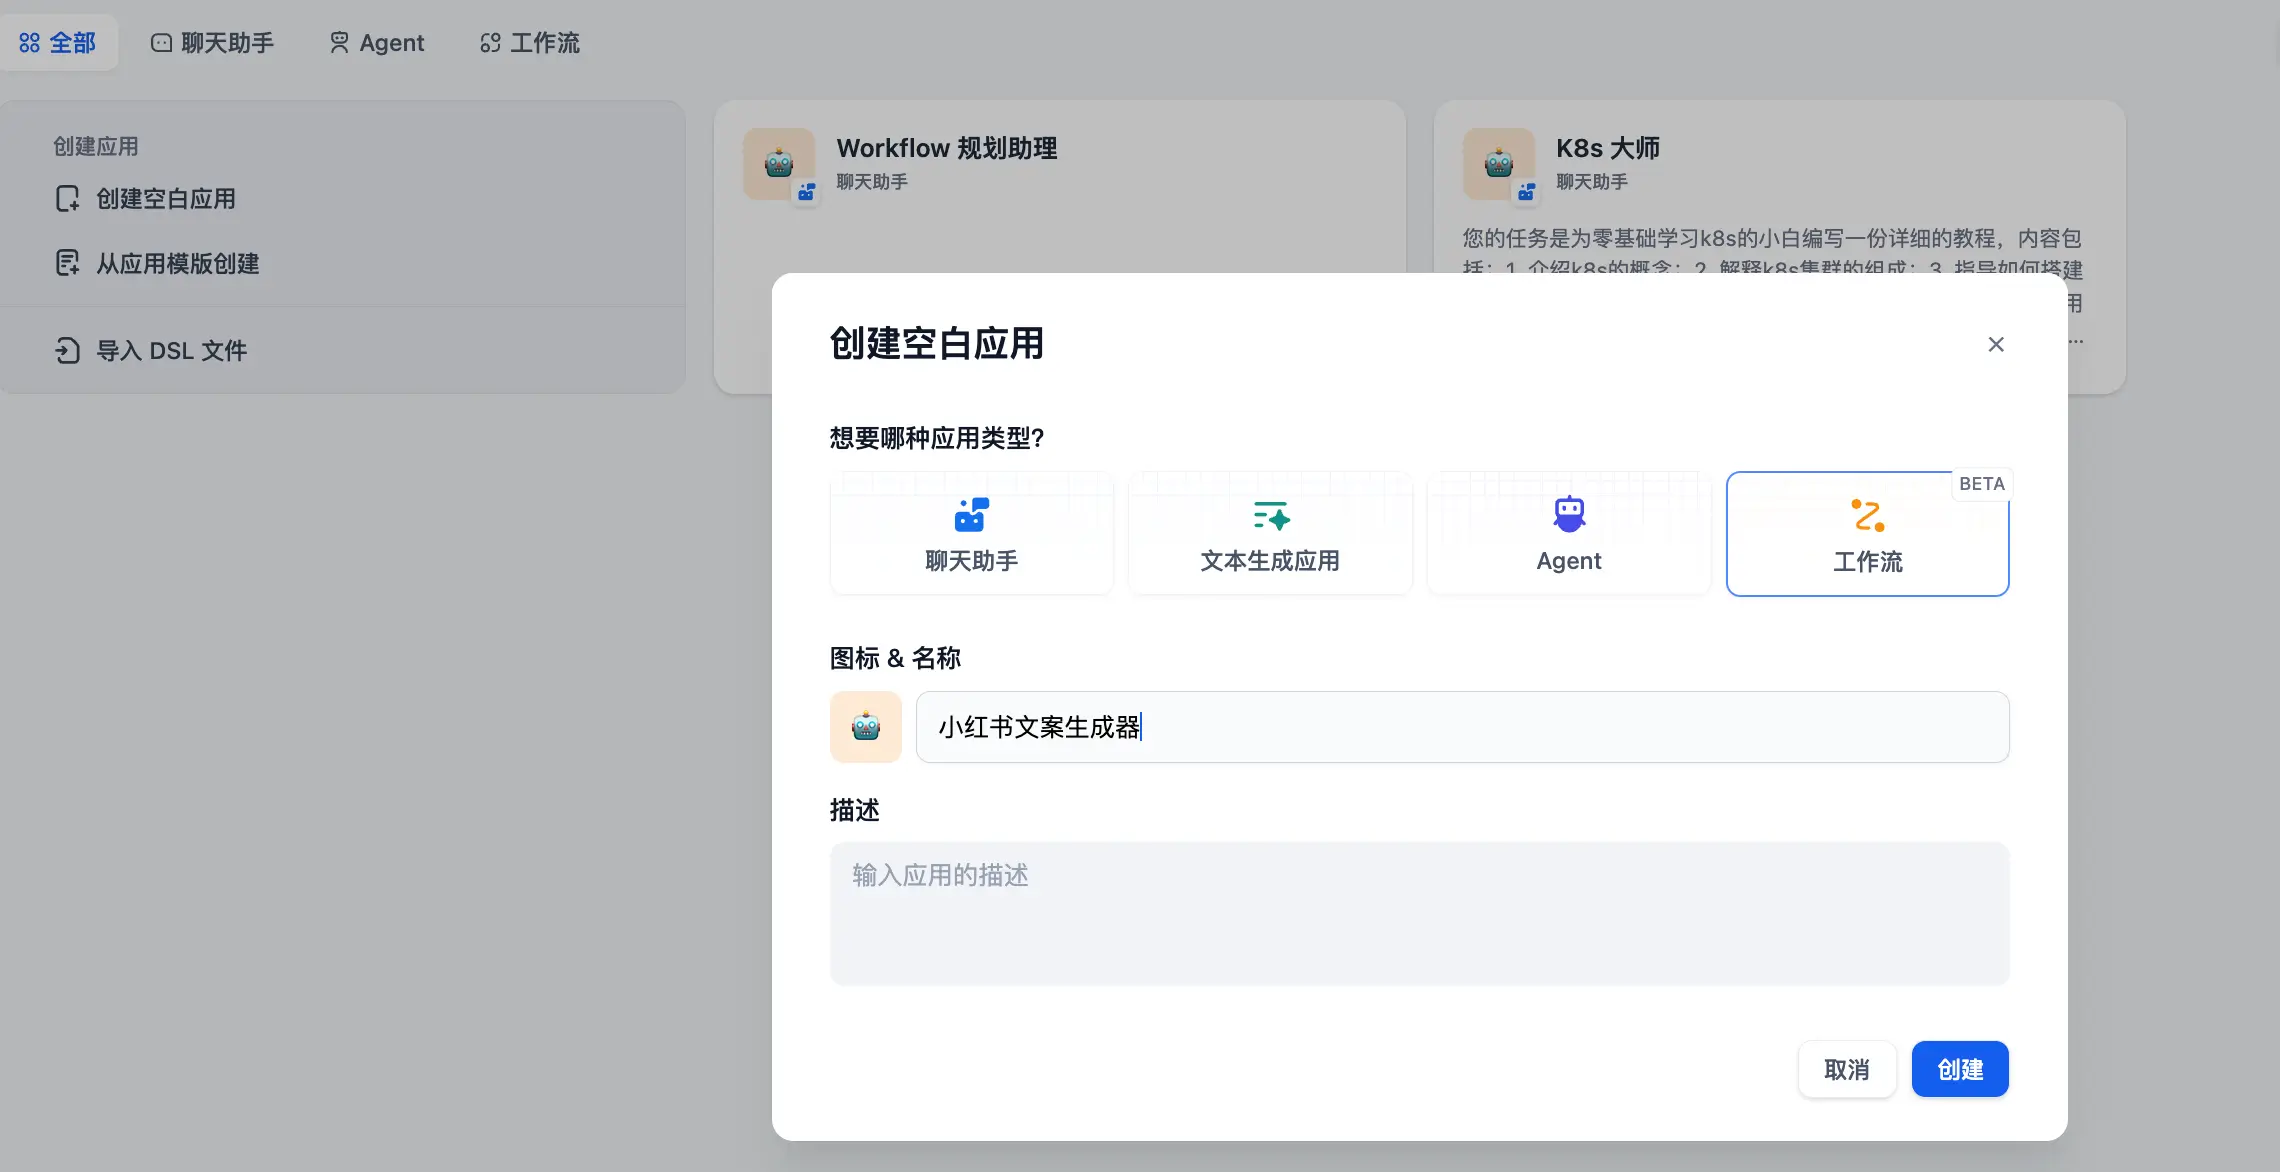 全部
聊天助手
Agent
工作流
创建应用
创建空白应用
从应用模版创建
导入 DSL 文件
Workflow 规划助理
聊天助手
K8s 大师
聊天助手
您的任务是为零基础学习k8s的小白编写一份详细的教程，内容包
括：1. 介绍k8s的概念；2. 解释k8s集群的组成；3. 指导如何搭建
用
...
创建空白应用
想要哪种应用类型?
聊天助手
文本生成应用
Agent
BETA
工作流
图标 & 名称
小红书文案生成器
描述
输入应用的描述
取消
创建